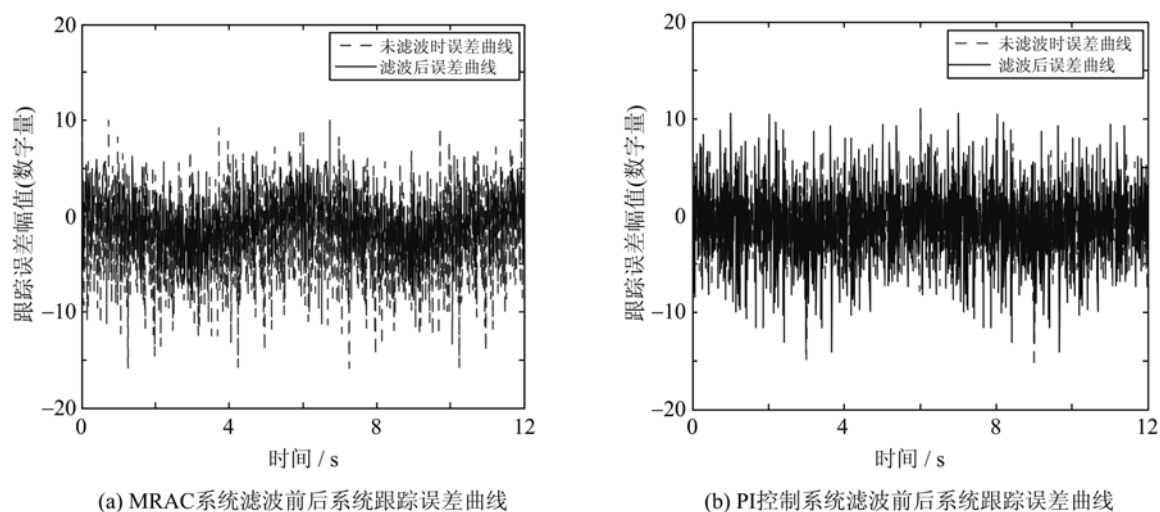 20
10
0
−10
−20
跟踪误差幅值(数字量)
未滤波时误差曲线
滤波后误差曲线
0
4
8
12
时间 / s
(a) MRAC系统滤波前后系统跟踪误差曲线
20
10
0
−10
−20
跟踪误差幅值(数字量)
未滤波时误差曲线
滤波后误差曲线
0
4
8
12
时间 / s
(b) PI控制系统滤波前后系统跟踪误差曲线